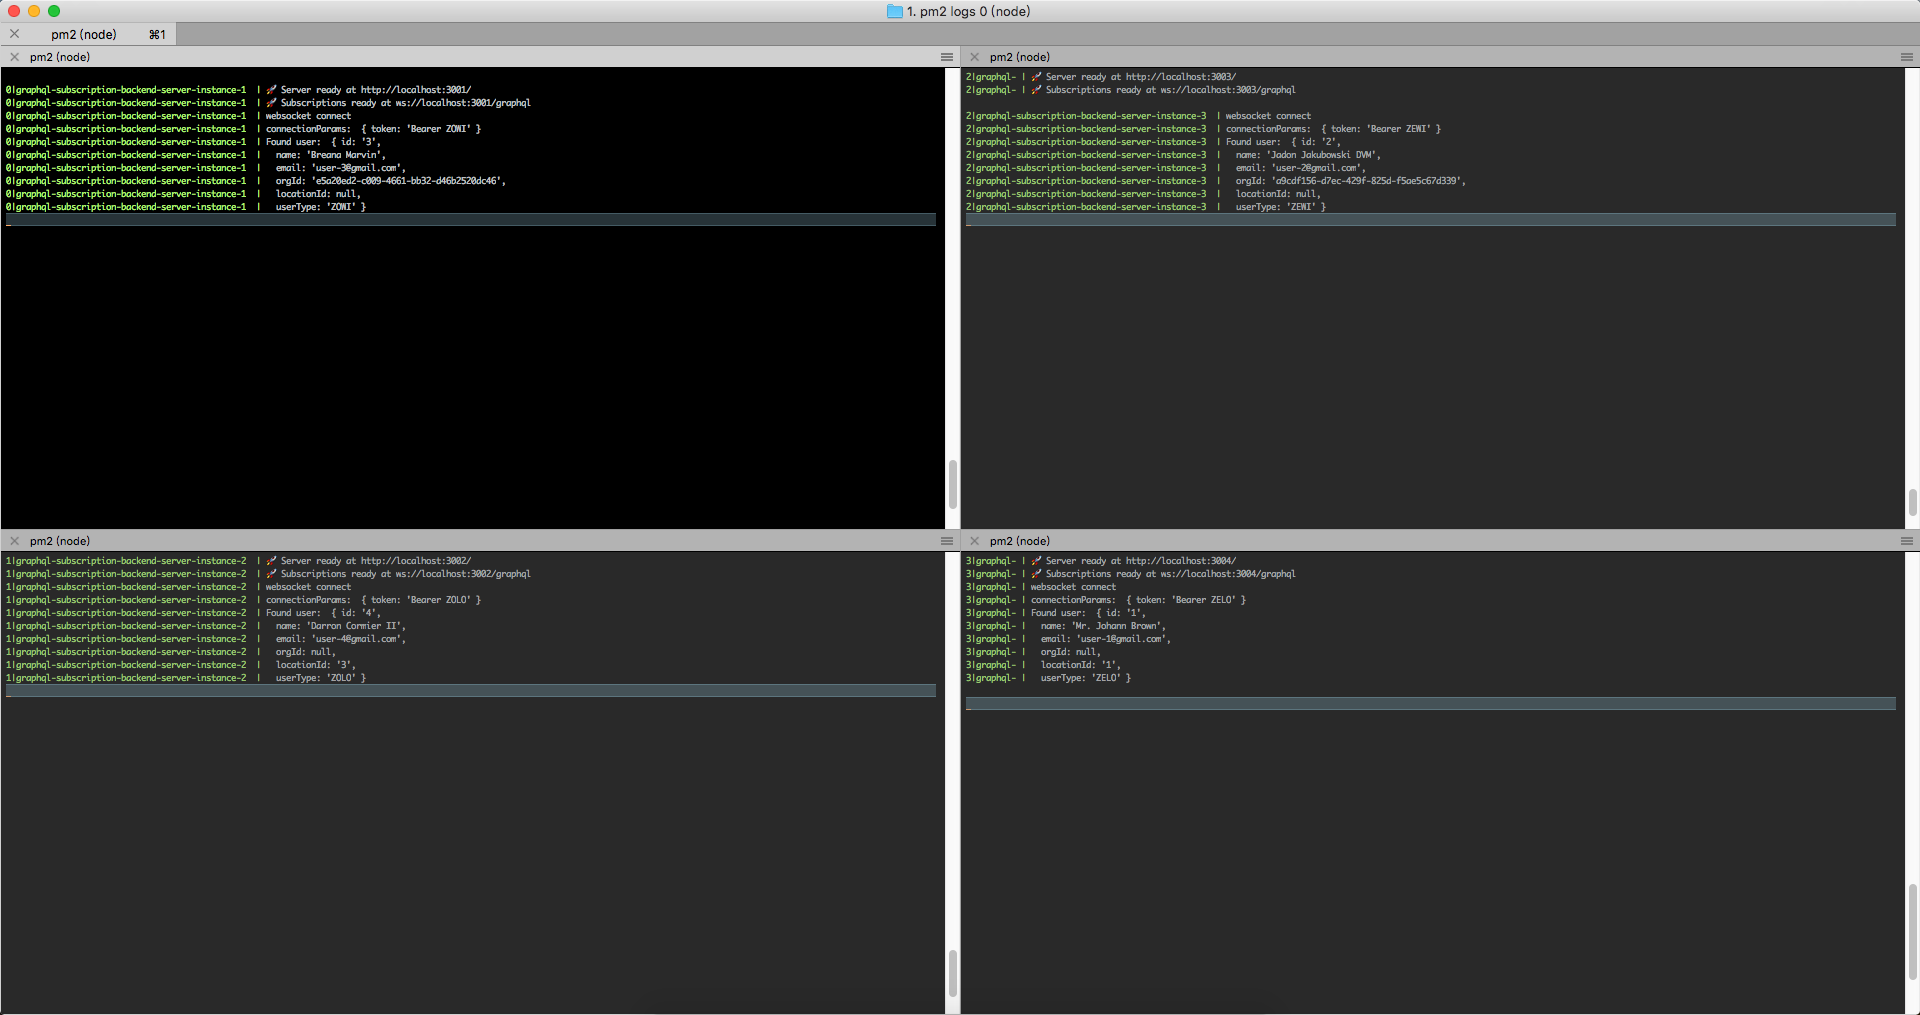 1. pm2 logs 0 (node)
pm2 (node) ⌘1
pm2 (node)
0|graphql-subscription-backend-server-instance-1 | 🚀 Server ready at http://localhost:3001/
0|graphql-subscription-backend-server-instance-1 | 🚀 Subscriptions ready at ws://localhost:3001/graphql
0|graphql-subscription-backend-server-instance-1 | websocket connect
0|graphql-subscription-backend-server-instance-1 | connectionParams:  { token: 'Bearer ZOWI' }
0|graphql-subscription-backend-server-instance-1 | Found user:  { id: '3',
0|graphql-subscription-backend-server-instance-1 |   name: 'Breana Marvin',
0|graphql-subscription-backend-server-instance-1 |   email: 'user-3@gmail.com',
0|graphql-subscription-backend-server-instance-1 |   orgId: 'e5a20ed2-c009-4661-bb32-d46b2520dc46',
0|graphql-subscription-backend-server-instance-1 |   locationId: null,
0|graphql-subscription-backend-server-instance-1 |   userType: 'ZOWI' }
pm2 (node)
2|graphql- | 🚀 Server ready at http://localhost:3003/
2|graphql- | 🚀 Subscriptions ready at ws://localhost:3003/graphql
2|graphql-subscription-backend-server-instance-3 | websocket connect
2|graphql-subscription-backend-server-instance-3 | connectionParams:  { token: 'Bearer ZEWI' }
2|graphql-subscription-backend-server-instance-3 | Found user:  { id: '2',
2|graphql-subscription-backend-server-instance-3 |   name: 'Jadon Jakubowski DVM',
2|graphql-subscription-backend-server-instance-3 |   email: 'user-2@gmail.com',
2|graphql-subscription-backend-server-instance-3 |   orgId: 'a9cdf156-d7ec-429f-825d-f5ae5c67d339',
2|graphql-subscription-backend-server-instance-3 |   locationId: null,
2|graphql-subscription-backend-server-instance-3 |   userType: 'ZEWI' }
pm2 (node)
1|graphql-subscription-backend-server-instance-2 | 🚀 Server ready at http://localhost:3002/
1|graphql-subscription-backend-server-instance-2 | 🚀 Subscriptions ready at ws://localhost:3002/graphql
1|graphql-subscription-backend-server-instance-2 | websocket connect
1|graphql-subscription-backend-server-instance-2 | connectionParams:  { token: 'Bearer ZOLO' }
1|graphql-subscription-backend-server-instance-2 | Found user:  { id: '4',
1|graphql-subscription-backend-server-instance-2 |   name: 'Darron Cormier II',
1|graphql-subscription-backend-server-instance-2 |   email: 'user-4@gmail.com',
1|graphql-subscription-backend-server-instance-2 |   orgId: null,
1|graphql-subscription-backend-server-instance-2 |   locationId: '3',
1|graphql-subscription-backend-server-instance-2 |   userType: 'ZOLO' }
pm2 (node)
3|graphql- | 🚀 Server ready at http://localhost:3004/
3|graphql- | 🚀 Subscriptions ready at ws://localhost:3004/graphql
3|graphql- | websocket connect
3|graphql- | connectionParams:  { token: 'Bearer ZELO' }
3|graphql- | Found user:  { id: '1',
3|graphql- |   name: 'Mr. Johann Brown',
3|graphql- |   email: 'user-1@gmail.com',
3|graphql- |   orgId: null,
3|graphql- |   locationId: '1',
3|graphql- |   userType: 'ZELO' }